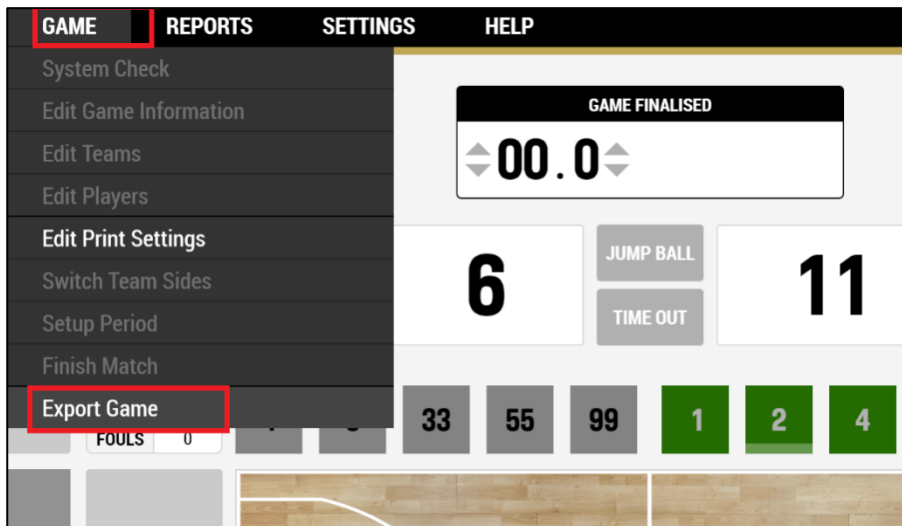 GAME REPORTS SETTINGS HELP
System Check
Edit Game Information
Edit Teams
Edit Players
Edit Print Settings
Switch Team Sides
Setup Period
Finish Match
Export Game
GAME FINALISED
00.0
6
JUMP BALL
TIME OUT
11
FOULS 0
33 55 99 1 2 4